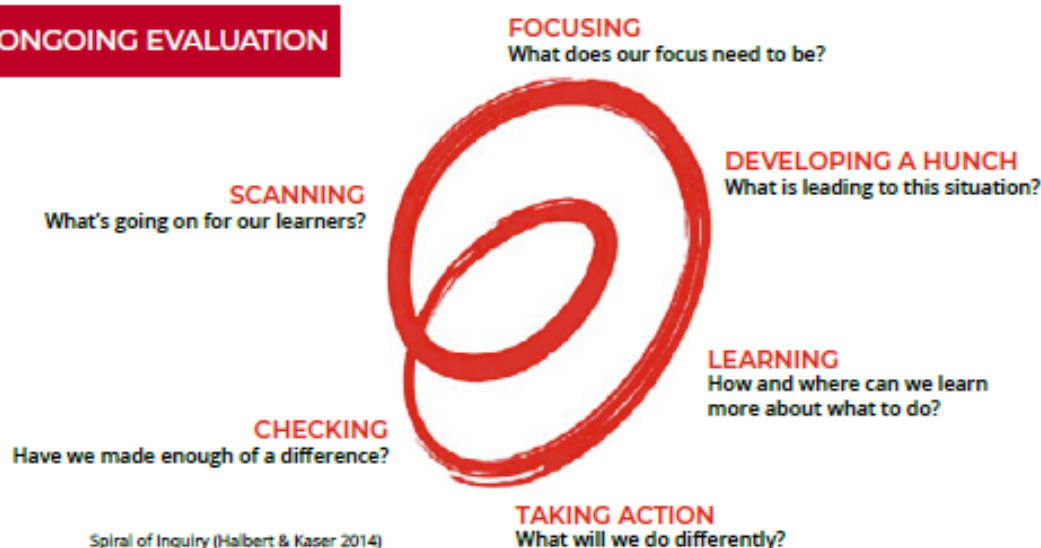 ONGOING EVALUATION
FOCUSING
What does our focus need to be?
DEVELOPING A HUNCH
What is leading to this situation?
SCANNING
What's going on for our learners?
LEARNING
How and where can we learn
more about what to do?
CHECKING
Have we made enough of a difference?
TAKING ACTION
What will we do differently?
Spiral of Inquiry (Halbert & Kaser 2014)